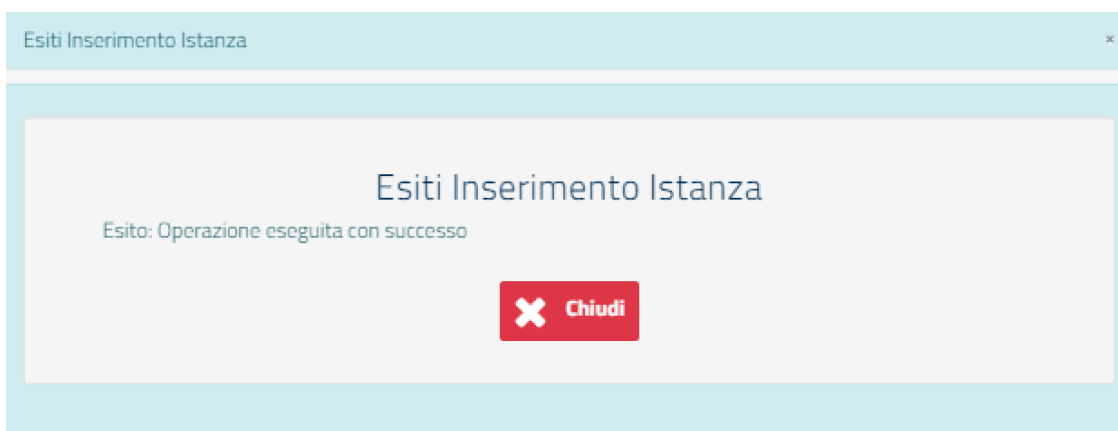 Esiti Inserimento Istanza
×
Esiti Inserimento Istanza
Esito: Operazione eseguita con successo
Chiudi